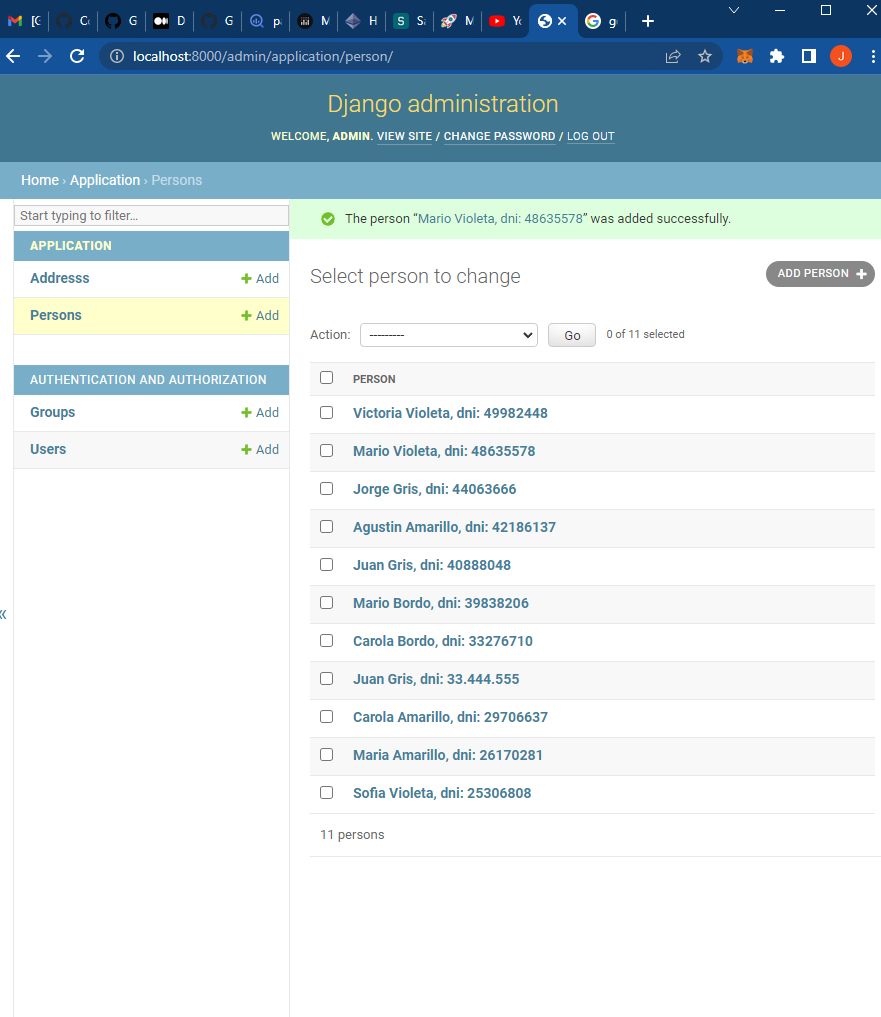 localhost:8000/admin/application/person/
J
Django administration
WELCOME, ADMIN. VIEW SITE / CHANGE PASSWORD / LOG OUT
Home › Application › Persons
Start typing to filter...
The person “Mario Violeta, dni: 48635578” was added successfully.
APPLICATION
Addresss + Add
Persons + Add
AUTHENTICATION AND AUTHORIZATION
Groups + Add
Users + Add
«
Select person to change
ADD PERSON +
Action: --------- Go 0 of 11 selected
PERSON
Victoria Violeta, dni: 49982448
Mario Violeta, dni: 48635578
Jorge Gris, dni: 44063666
Agustin Amarillo, dni: 42186137
Juan Gris, dni: 40888048
Mario Bordo, dni: 39838206
Carola Bordo, dni: 33276710
Juan Gris, dni: 33.444.555
Carola Amarillo, dni: 29706637
Maria Amarillo, dni: 26170281
Sofia Violeta, dni: 25306808
11 persons